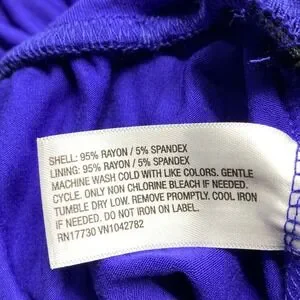 SHELL: 95% RAYON / 5% SPANDEX
LINING: 95% RAYON / 5% SPANDEX
MACHINE WASH COLD WITH LIKE COLORS. GENTLE
CYCLE. ONLY NON CHLORINE BLEACH IF NEEDED.
TUMBLE DRY LOW. REMOVE PROMPTLY. COOL IRON
IF NEEDED. DO NOT IRON ON LABEL.
RN17730 VN1042782